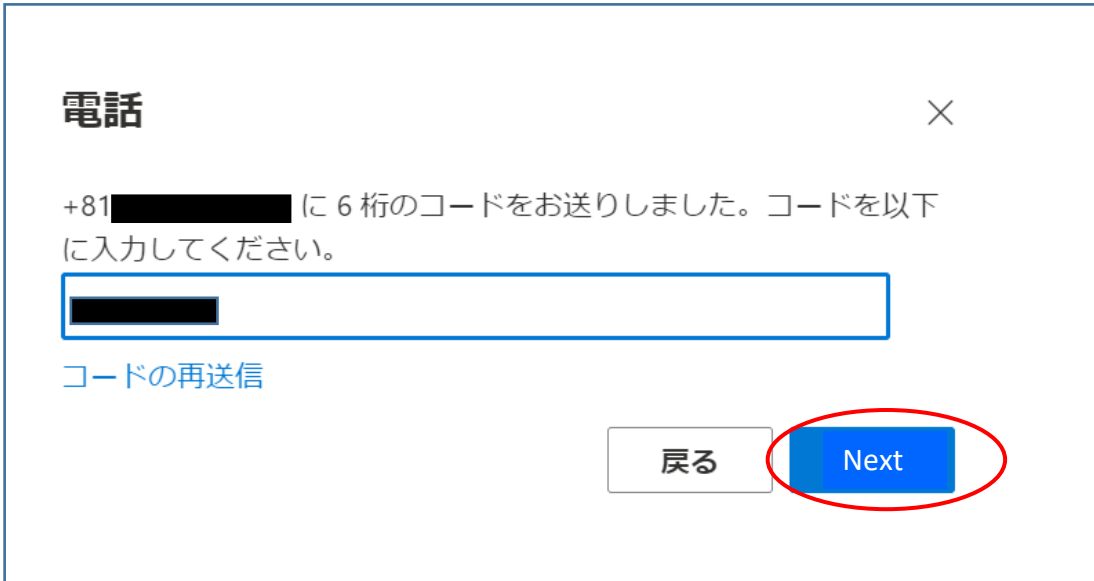 電話
+81 に 6 桁のコードをお送りしました。コードを以下
に入力してください。
コードの再送信
戻る
Next